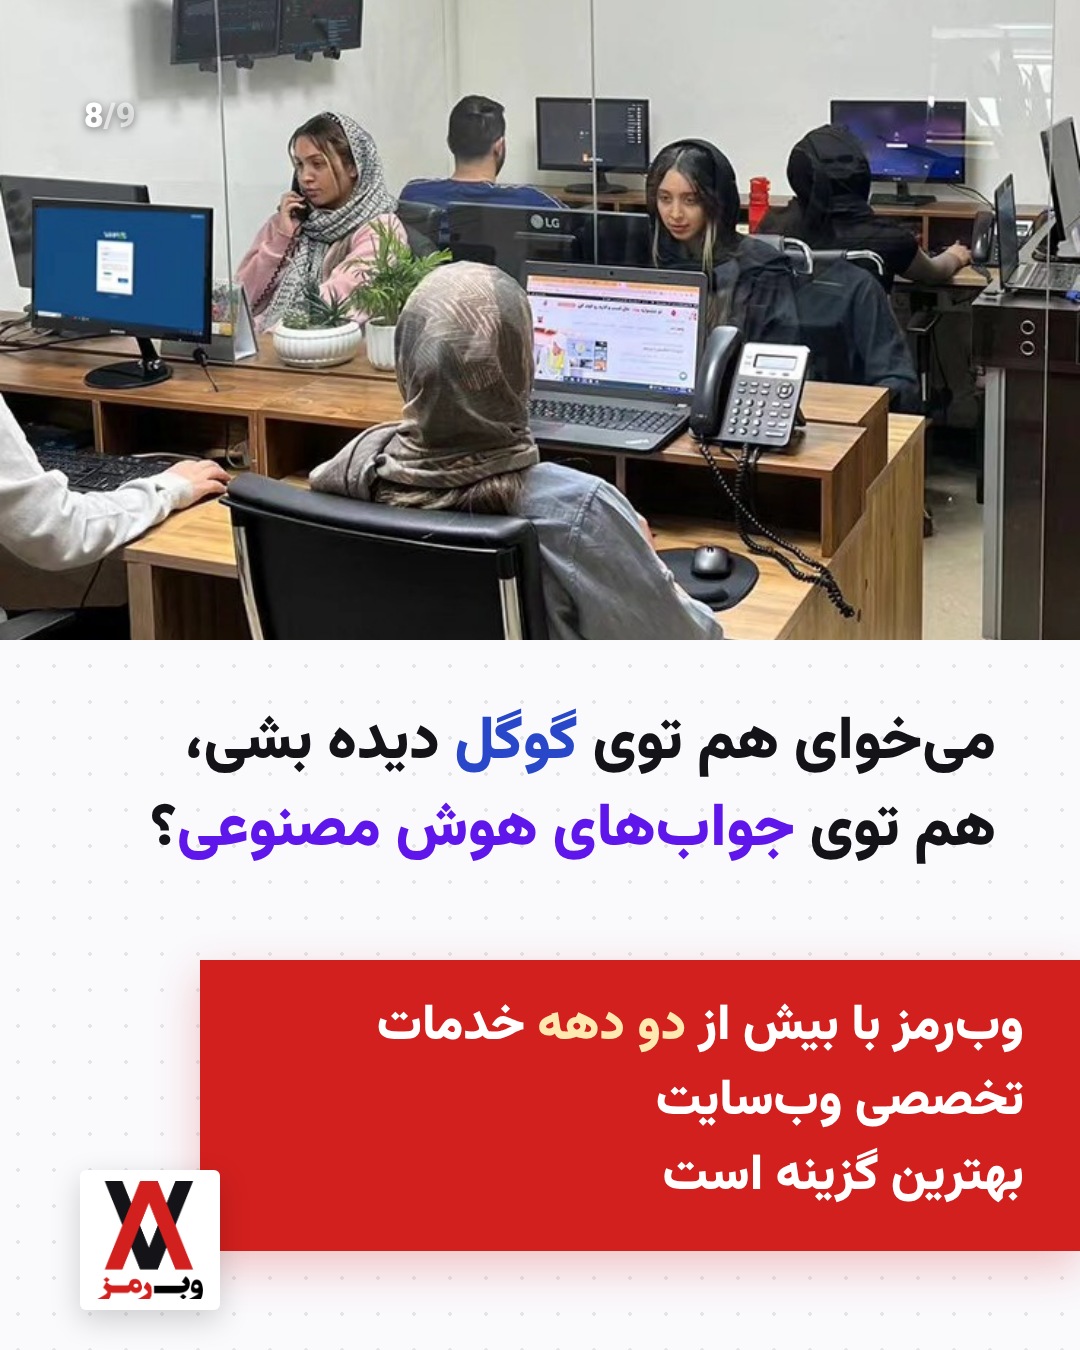 8/9
LG
می‌خوای هم توی گوگل دیده بشی،
هم توی جواب‌های هوش مصنوعی؟
وب‌رمز با بیش از دو دهه خدمات
تخصصی وب‌سایت
بهترین گزینه است
وب‌رمز